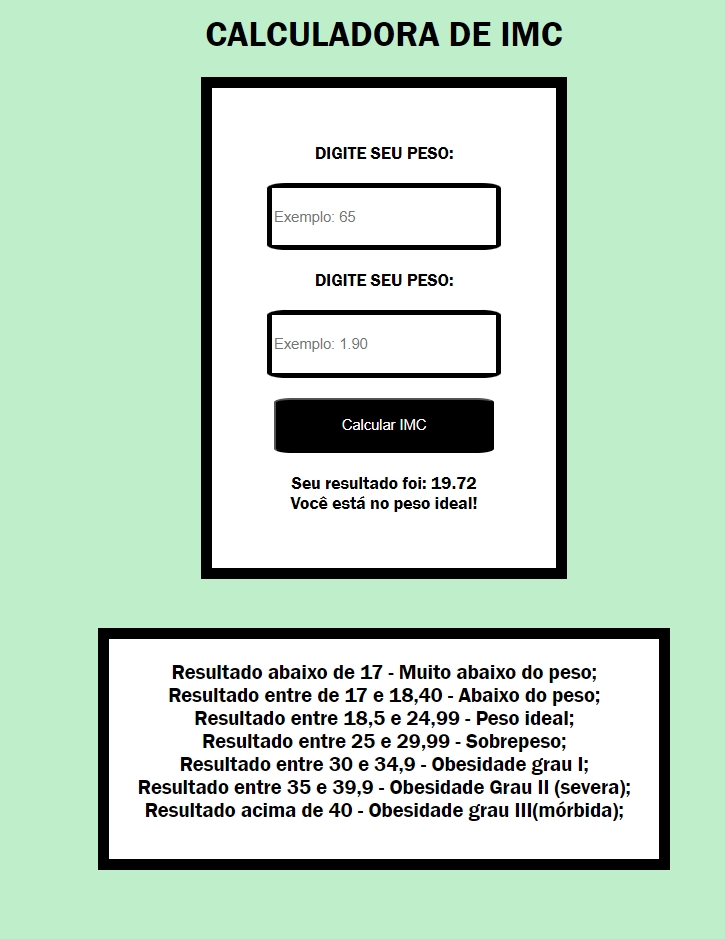 CALCULADORA DE IMC
DIGITE SEU PESO:
Exemplo: 65
DIGITE SEU PESO:
Exemplo: 1.90
Calcular IMC
Seu resultado foi: 19.72
Você está no peso ideal!
Resultado abaixo de 17 - Muito abaixo do peso;
Resultado entre de 17 e 18,40 - Abaixo do peso;
Resultado entre 18,5 e 24,99 - Peso ideal;
Resultado entre 25 e 29,99 - Sobrepeso;
Resultado entre 30 e 34,9 - Obesidade grau I;
Resultado entre 35 e 39,9 - Obesidade Grau II (severa);
Resultado acima de 40 - Obesidade grau III(mórbida);